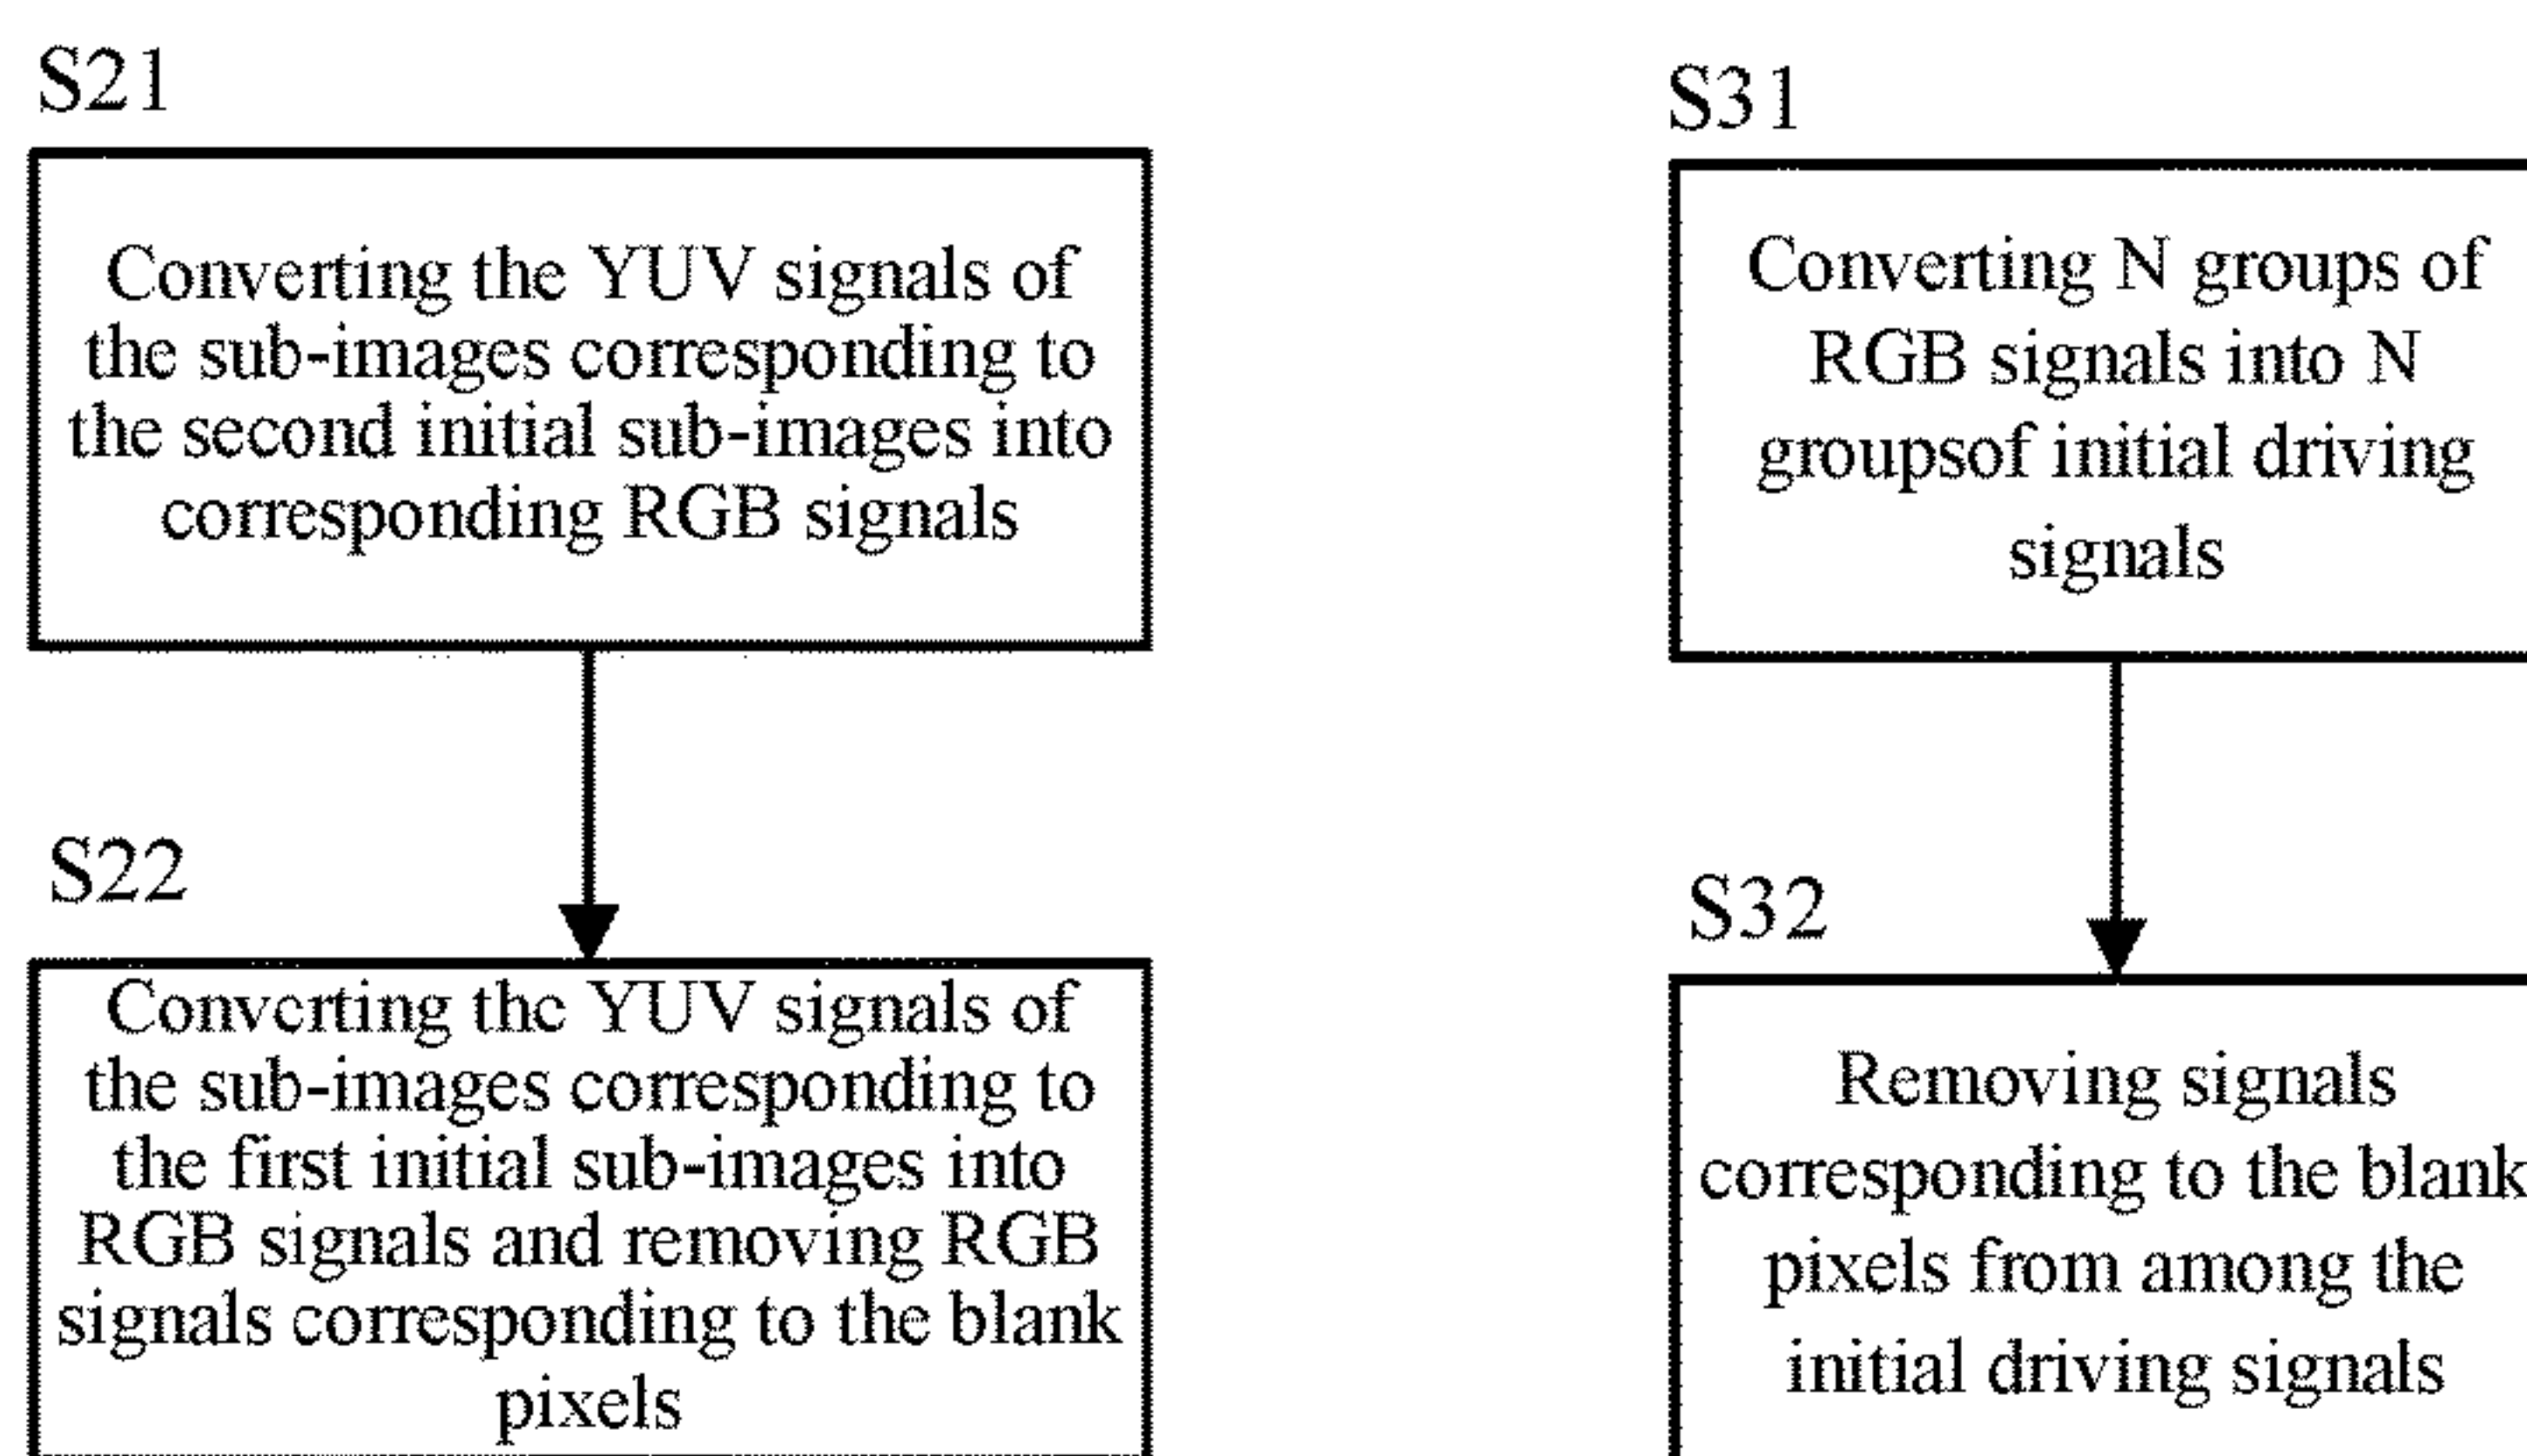 S21
Converting the YUV signals of
the sub-images corresponding to
the second initial sub-images into
corresponding RGB signals
S22
Converting the YUV signals of
the sub-images corresponding to
the first initial sub-images into
RGB signals and removing RGB
signals corresponding to the blank
pixels
S31
Converting N groups of
RGB signals into N
groupsof initial driving
signals
S32
Removing signals
corresponding to the blank
pixels from among the
initial driving signals